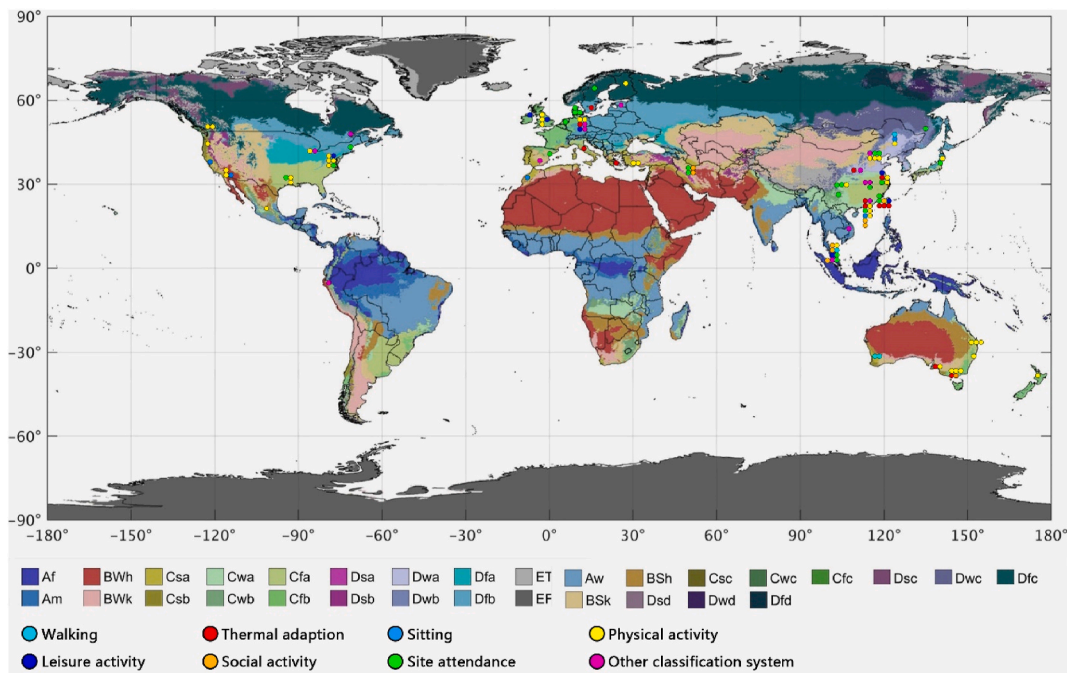 90°
60°
30°
0°
−30°
−60°
−90°
−180° −150° −120° −90° −60° −30° 0° 30° 60° 90° 120° 150° 180°
Af BWh Csa Cwa Cfa Dsa Dwa Dfa ET Aw BSh Csc Cwc Cfc Dsc Dwc Dfc
Am BWk Csb Cwb Cfb Dsb Dwb Dfb EF BSk Dsd Dwd Dfd
Walking Thermal adaption Sitting Physical activity
Leisure activity Social activity Site attendance Other classification system